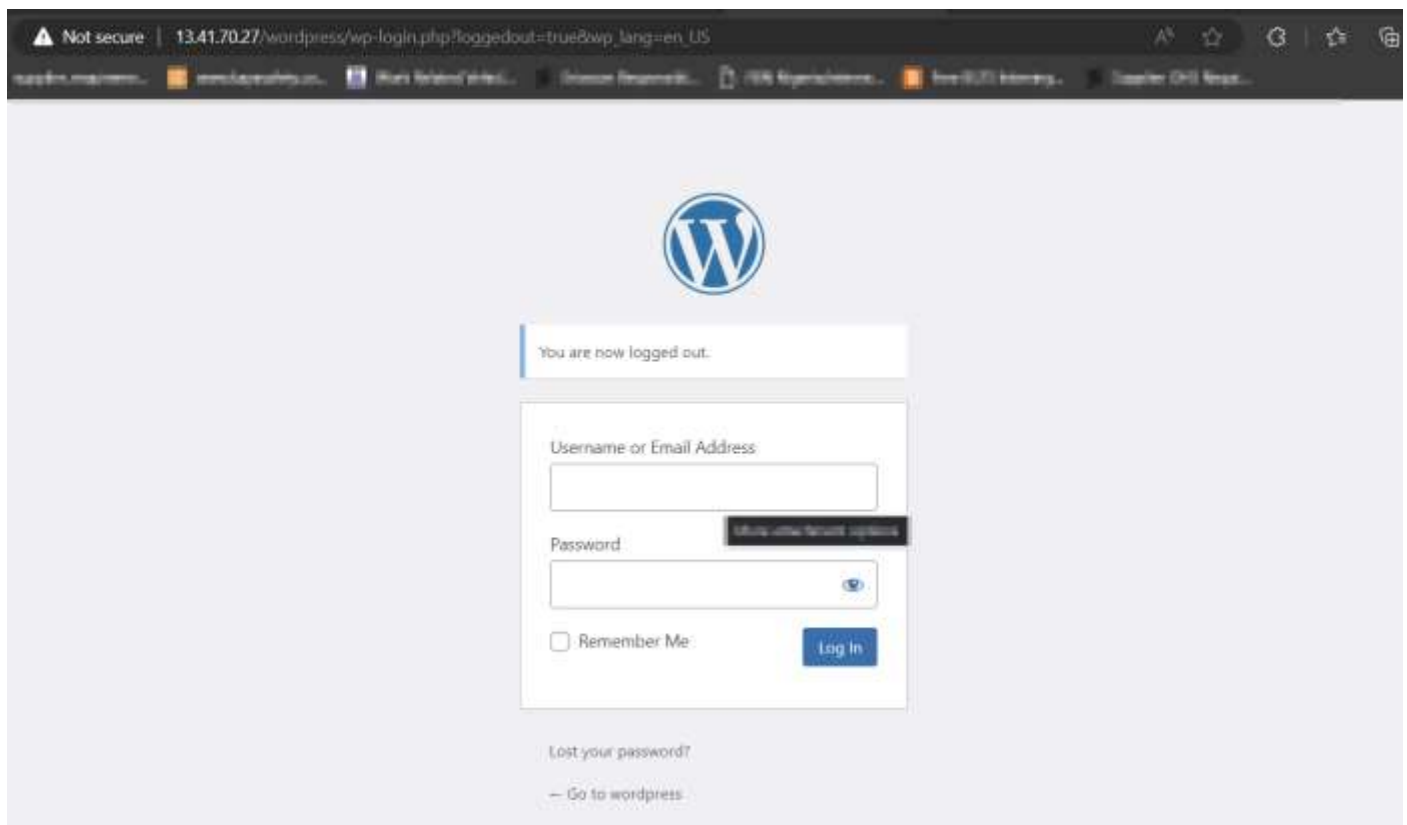 Not secure | 13.41.70.27/wordpress/wp-login.php?loggedout=true&wp_lang=en_US
You are now logged out.
Username or Email Address
Password
Remember Me
Log In
Lost your password?
← Go to wordpress